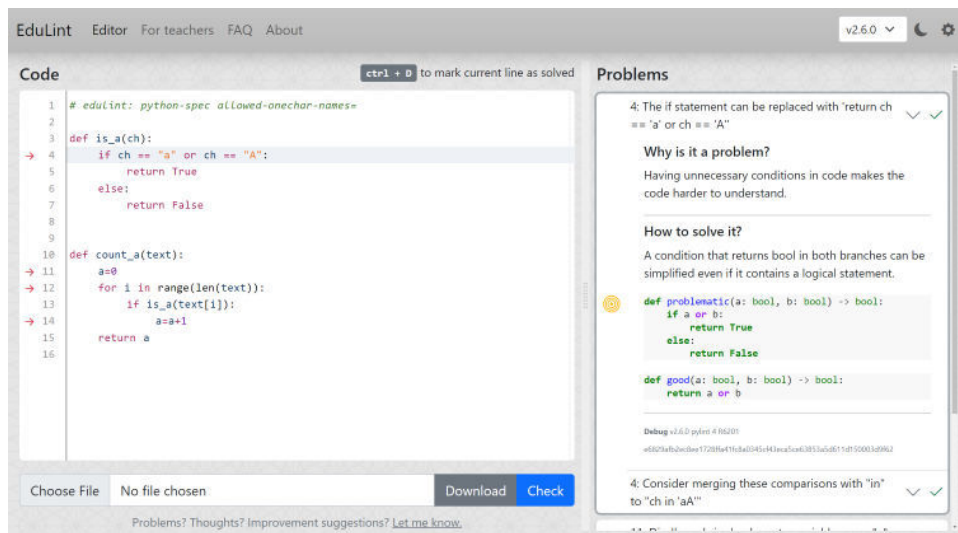 EduLint Editor For teachers FAQ About v2.6.0
Code
ctrl + D to mark current line as solved
1 # edulint: python-spec allowed-onechar-names=
2
3 def is_a(ch):
4 if ch == "a" or ch == "A":
5 return True
6 else:
7 return False
8
9
10 def count_a(text):
11 a=0
12 for i in range(len(text)):
13 if is_a(text[i]):
14 a=a+1
15 return a
16
Choose File No file chosen Download Check
Problems? Thoughts? Improvement suggestions? Let me know.
Problems
4: The if statement can be replaced with 'return ch
== 'a' or ch == 'A''
Why is it a problem?
Having unnecessary conditions in code makes the
code harder to understand.
How to solve it?
A condition that returns bool in both branches can be
simplified even if it contains a logical statement.
def problematic(a: bool, b: bool) -> bool:
if a or b:
return True
else:
return False
def good(a: bool, b: bool) -> bool:
return a or b
Debug v2.6.0 pylint 4 R6201
4: Consider merging these comparisons with "in"
to "ch in 'aA'"